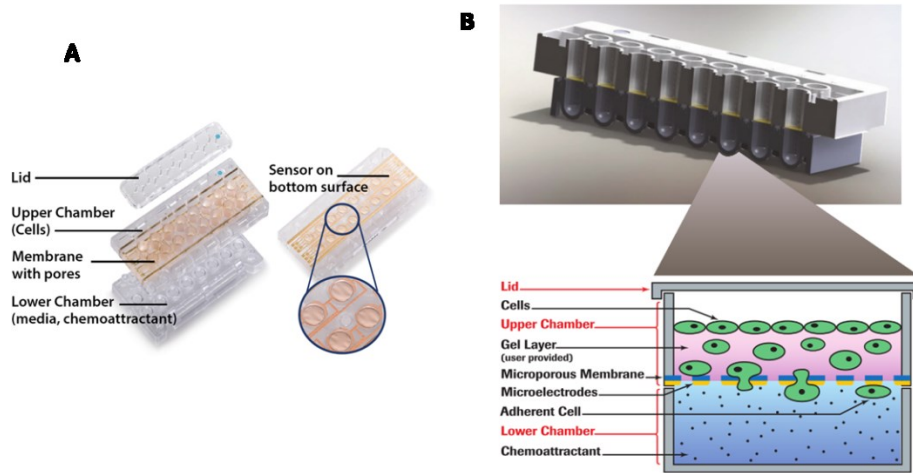 A
Lid
Upper Chamber
(Cells)
Membrane
with pores
Lower Chamber
(media, chemoattractant)
Sensor on
bottom surface
B
Lid
Cells
Upper Chamber
Gel Layer
(user provided)
Microporous Membrane
Microelectrodes
Adherent Cell
Lower Chamber
Chemoattractant